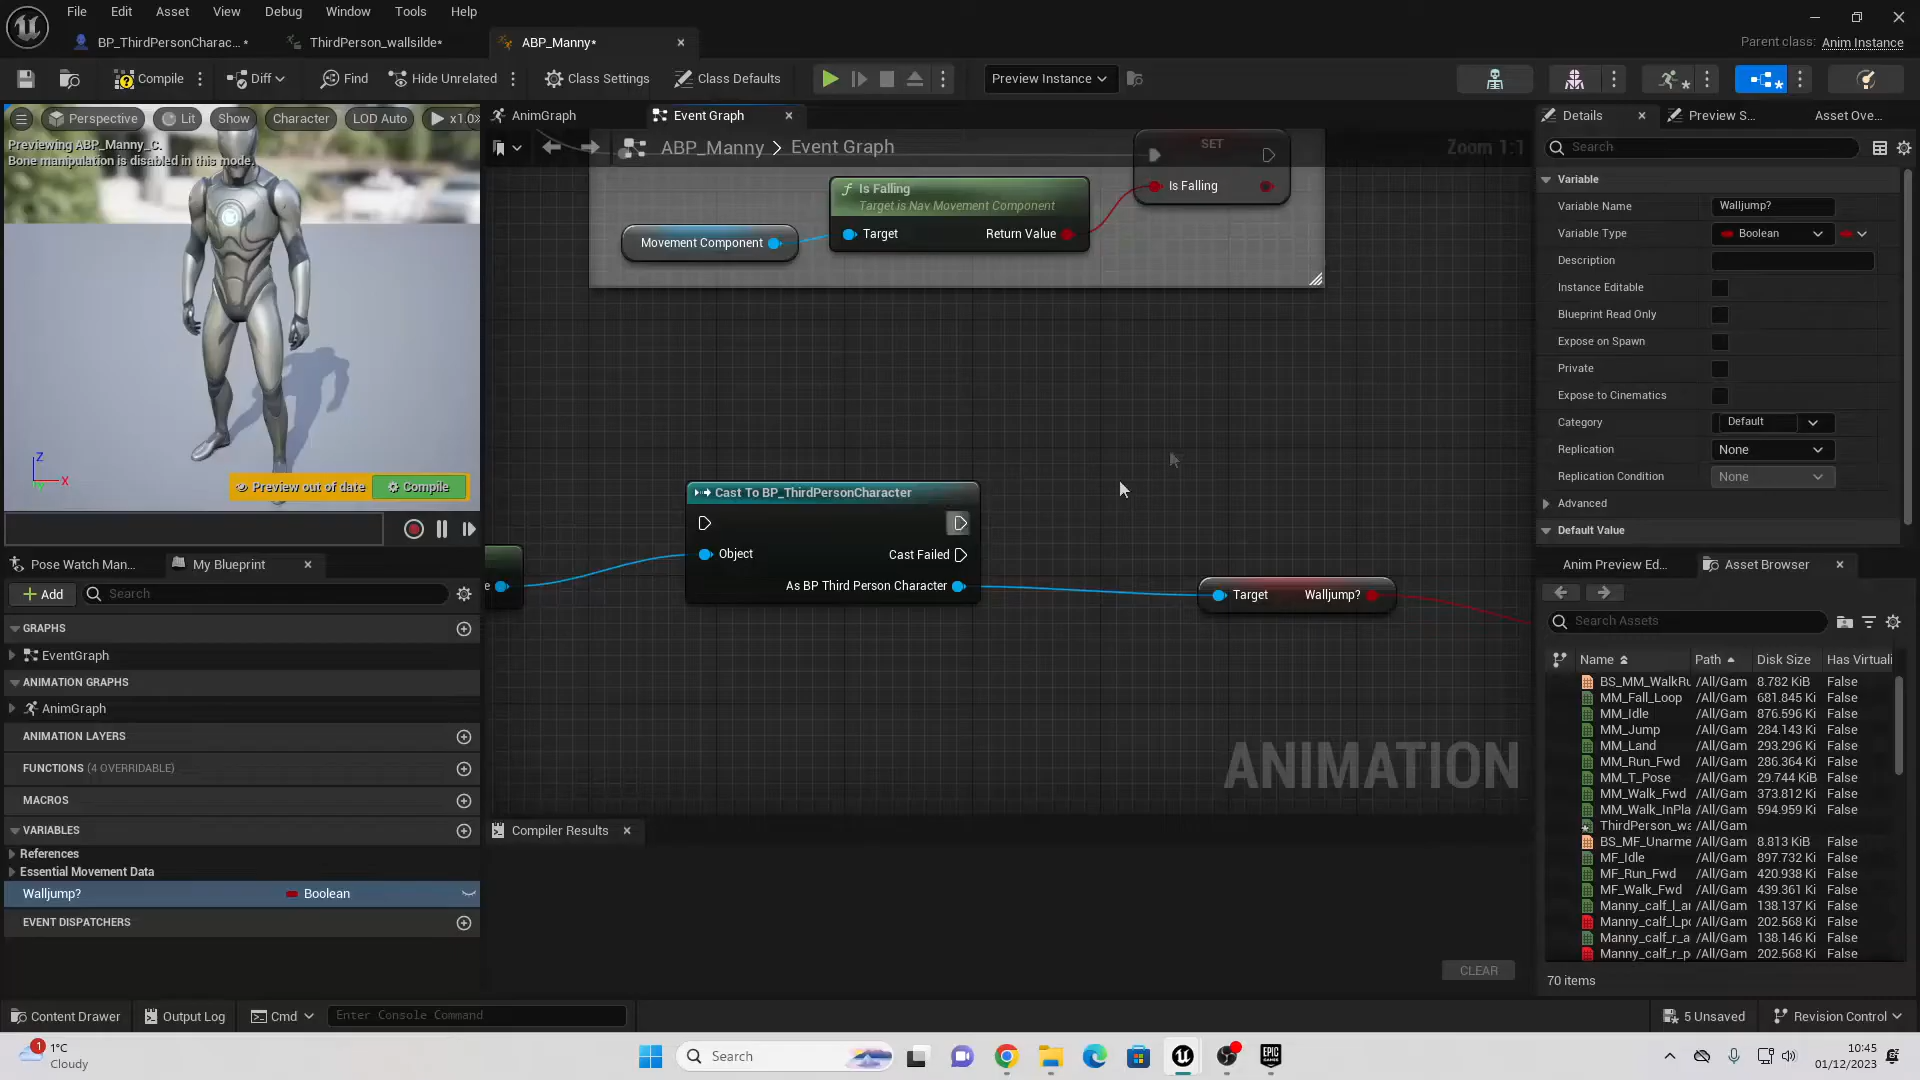 File Edit Asset View Debug Window Tools Help
BP_ThirdPersonCharac... * ThirdPerson_wallsilde* ABP_Manny*
Parent class: Anim Instance
Compile Diff Find Hide Unrelated Class Settings Class Defaults Preview Instance
Perspective Lit Show Character LOD Auto x1.0
Previewing ABP_Manny_C.
Bone manipulation is disabled in this mode.
Z
X
Preview out of date Compile
Pose Watch Man... My Blueprint
Add Search
GRAPHS
EventGraph
ANIMATION GRAPHS
AnimGraph
ANIMATION LAYERS
FUNCTIONS (4 OVERRIDABLE)
MACROS
VARIABLES
References
Essential Movement Data
Walljump? Boolean
EVENT DISPATCHERS
AnimGraph Event Graph
ABP_Manny > Event Graph
Zoom 1:1
SET
Is Falling
f Is Falling
Target is Nav Movement Component
Target Return Value
Movement Component
Cast To BP_ThirdPersonCharacter
Object Cast Failed
As BP Third Person Character
e
Target Walljump?
ANIMATION
Compiler Results
CLEAR
Details Preview S... Asset Ove...
Search
Variable
Variable Name Walljump?
Variable Type Boolean
Description
Instance Editable
Blueprint Read Only
Expose on Spawn
Private
Expose to Cinematics
Category Default
Replication None
Replication Condition None
Advanced
Default Value
Anim Preview Ed... Asset Browser
Search Assets
Name Path Disk Size Has Virtuali
BS_MM_WalkRu /All/Gam 8.782 KiB False
MM_Fall_Loop /All/Gam 681.845 Ki False
MM_Idle /All/Gam 876.596 Ki False
MM_Jump /All/Gam 284.143 Ki False
MM_Land /All/Gam 293.296 Ki False
MM_Run_Fwd /All/Gam 286.364 Ki False
MM_T_Pose /All/Gam 29.744 KiB False
MM_Walk_Fwd /All/Gam 373.812 Ki False
MM_Walk_InPla /All/Gam 594.959 Ki False
ThirdPerson_wa /All/Gam
BS_MF_Unarme /All/Gam 8.813 KiB False
MF_Idle /All/Gam 897.732 Ki False
MF_Run_Fwd /All/Gam 420.938 Ki False
MF_Walk_Fwd /All/Gam 439.361 Ki False
Manny_calf_l_a /All/Gam 138.137 Ki False
Manny_calf_l_p /All/Gam 202.568 Ki False
Manny_calf_r_a /All/Gam 138.146 Ki False
Manny_calf_r_p /All/Gam 202.568 Ki False
70 items
Content Drawer Output Log Cmd Enter Console Command 5 Unsaved Revision Control
1 1°C
Cloudy
Search
EPIC GAMES
10:45
01/12/2023